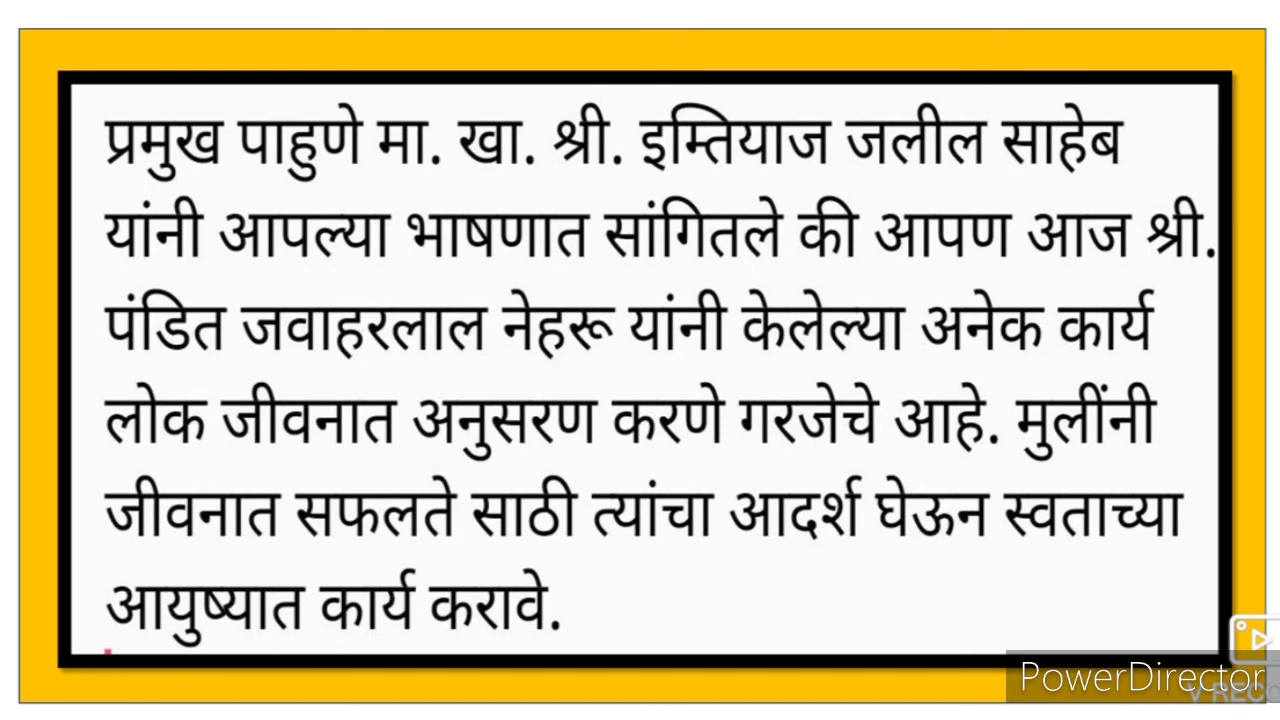 प्रमुख पाहुणे मा. खा. श्री. इम्तियाज जलील साहेब
यांनी आपल्या भाषणात सांगितले की आपण आज श्री.
पंडित जवाहरलाल नेहरू यांनी केलेल्या अनेक कार्य
लोक जीवनात अनुसरण करणे गरजेचे आहे. मुलींनी
जीवनात सफलते साठी त्यांचा आदर्श घेऊन स्वताच्या
आयुष्यात कार्य करावे.
PowerDirector